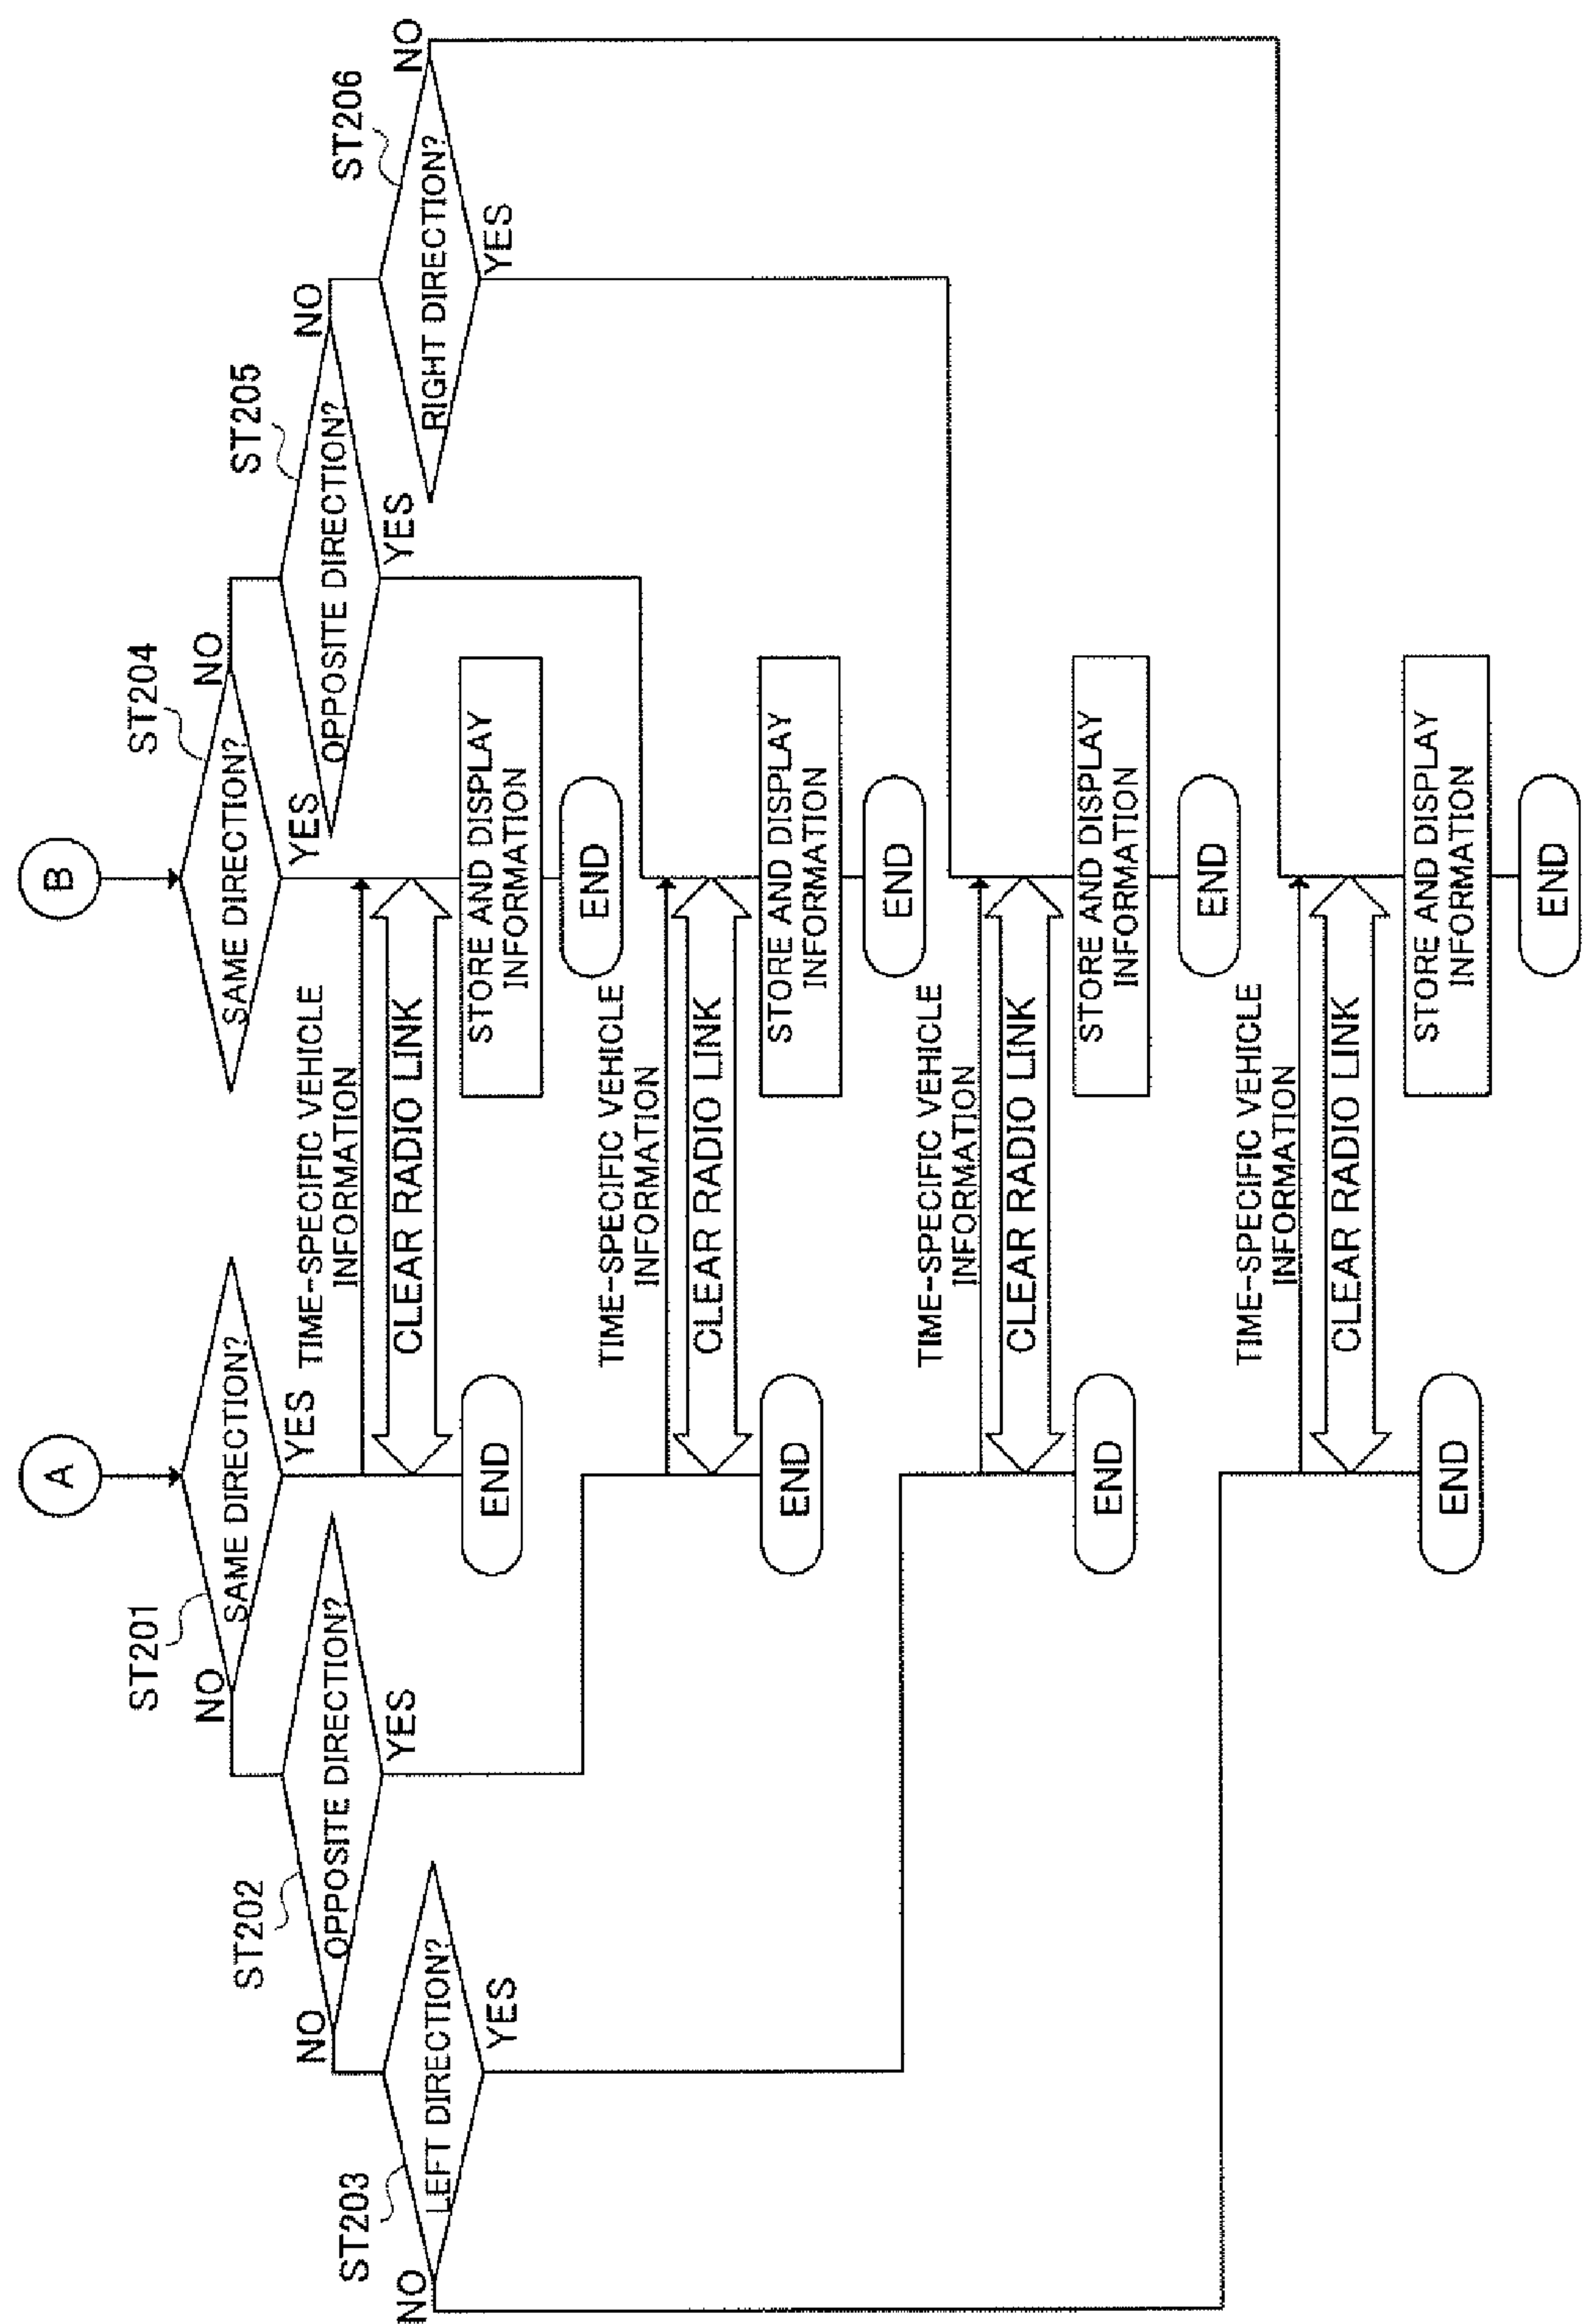 A
B
ST201
SAME DIRECTION?
NO
YES
ST204
SAME DIRECTION?
NO
YES
ST202
OPPOSITE DIRECTION?
NO
YES
ST205
OPPOSITE DIRECTION?
NO
YES
ST203
LEFT DIRECTION?
NO
YES
ST206
RIGHT DIRECTION?
NO
YES
TIME-SPECIFIC VEHICLE
INFORMATION
CLEAR RADIO LINK
END
STORE AND DISPLAY
INFORMATION
END
TIME-SPECIFIC VEHICLE
INFORMATION
CLEAR RADIO LINK
END
STORE AND DISPLAY
INFORMATION
END
TIME-SPECIFIC VEHICLE
INFORMATION
CLEAR RADIO LINK
END
STORE AND DISPLAY
INFORMATION
END
TIME-SPECIFIC VEHICLE
INFORMATION
CLEAR RADIO LINK
END
STORE AND DISPLAY
INFORMATION
END